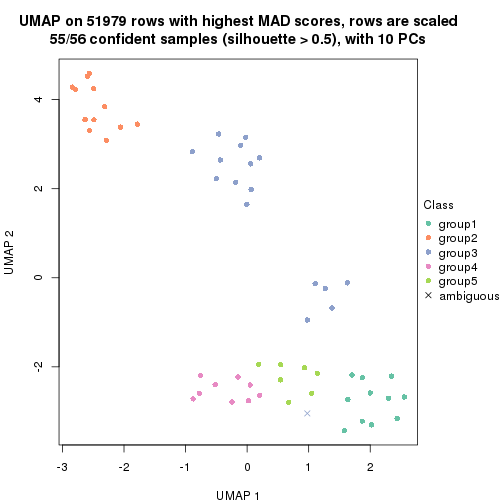 UMAP on 51979 rows with highest MAD scores, rows are scaled
55/56 confident samples (silhouette > 0.5), with 10 PCs
4
2
0
-2
UMAP 2
-3
-2
-1
0
1
2
UMAP 1
Class
group1
group2
group3
group4
group5
ambiguous